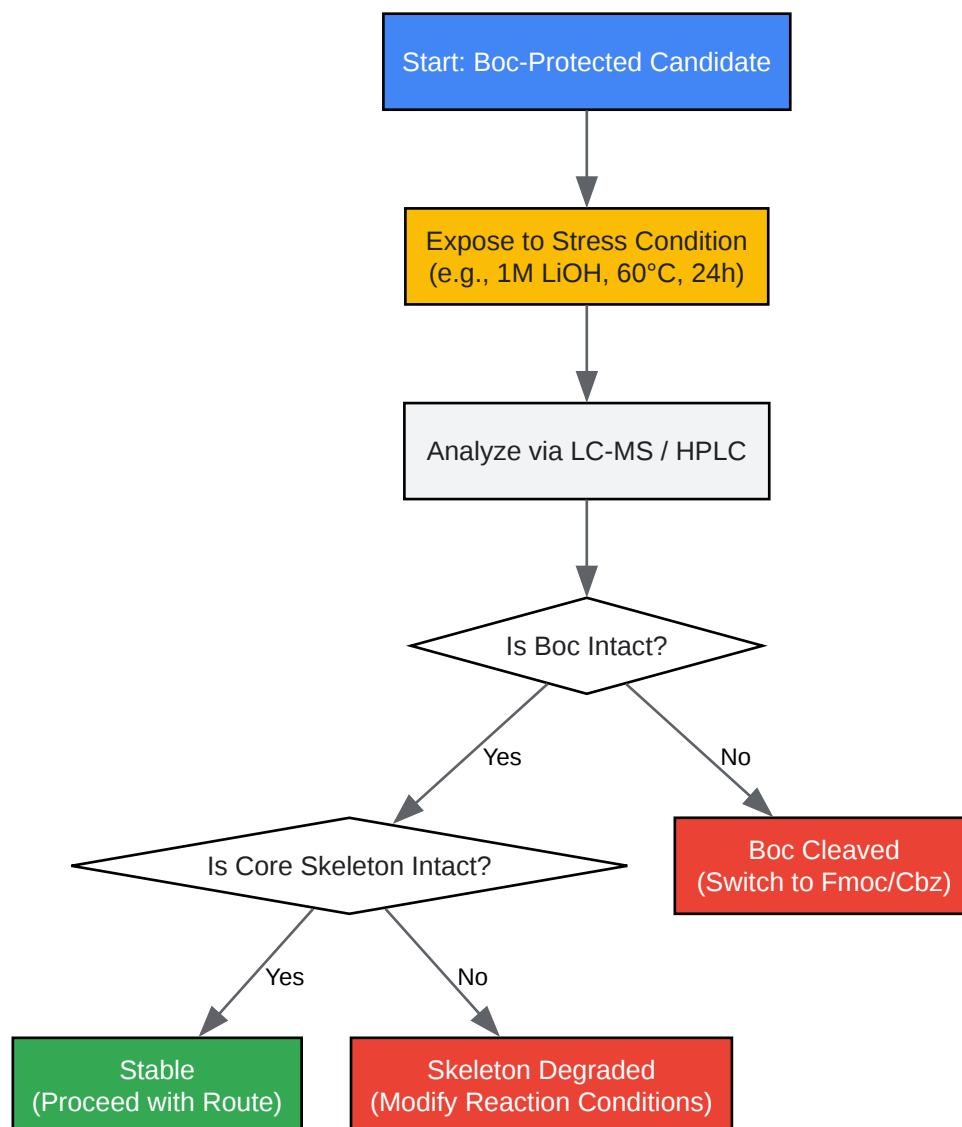 Start: Boc-Protected Candidate
Expose to Stress Condition
(e.g., 1M LiOH, 60°C, 24h)
Analyze via LC-MS / HPLC
Is Boc Intact?
Yes
No
Is Core Skeleton Intact?
Boc Cleaved
(Switch to Fmoc/Cbz)
Yes
No
Stable
(Proceed with Route)
Skeleton Degraded
(Modify Reaction Conditions)